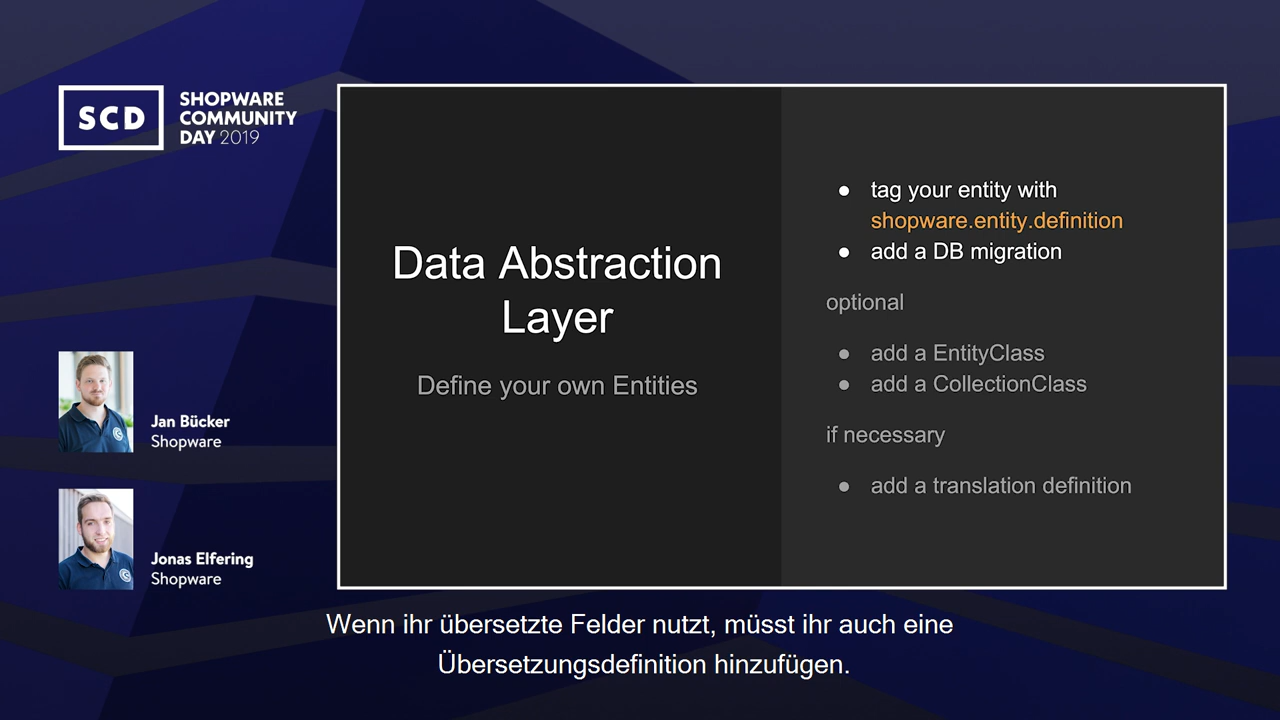 SCD
SHOPWARE
COMMUNITY
DAY 2019
Data Abstraction
Layer
Define your own Entities
● tag your entity with
shopware.entity.definition
● add a DB migration
optional
● add a EntityClass
● add a CollectionClass
if necessary
● add a translation definition
Jan Bücker
Shopware
Jonas Elfering
Shopware
Wenn ihr übersetzte Felder nutzt, müsst ihr auch eine
Übersetzungsdefinition hinzufügen.